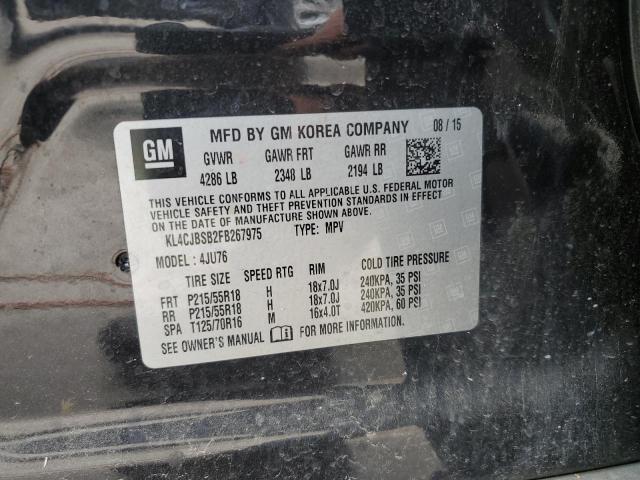 GM
MFD BY GM KOREA COMPANY 08 / 15
GVWR GAWR FRT GAWR RR
4286 LB 2348 LB 2194 LB
THIS VEHICLE CONFORMS TO ALL APPLICABLE U.S. FEDERAL MOTOR
VEHICLE SAFETY AND THEFT PREVENTION STANDARDS IN EFFECT
ON THE DATE OF MANUFACTURE SHOWN ABOVE.
KL4CJBSB2FB267975 TYPE: MPV
MODEL : 4JU76
TIRE SIZE SPEED RTG RIM COLD TIRE PRESSURE
FRT P215/55R18 H 18x7.0J 240KPA, 35 PSI
RR P215/55R18 H 18x7.0J 240KPA, 35 PSI
SPA T125/70R16 M 16x4.0T 420KPA, 60 PSI
SEE OWNER'S MANUAL FOR MORE INFORMATION.